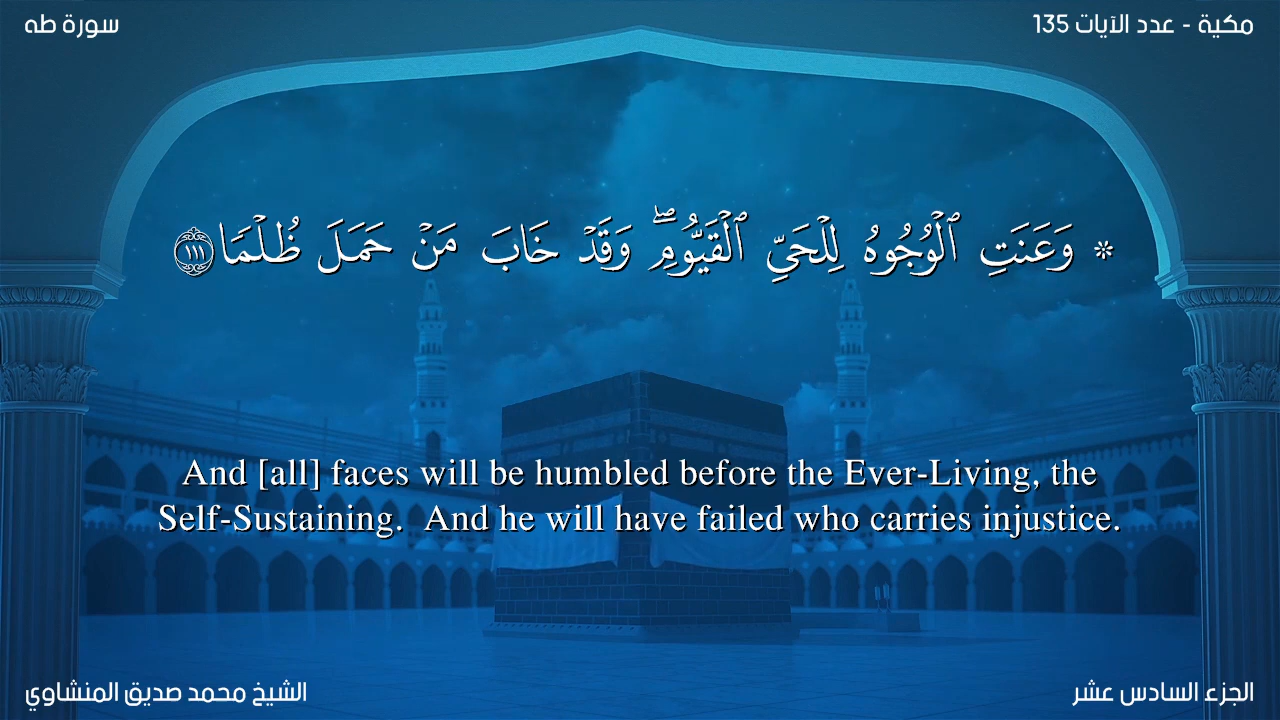 سورة طه
مكية - عدد الآيات 135
۞ وَعَنَتِ ٱلْوُجُوهُ لِلْحَىِّ ٱلْقَيُّومِ ۖ وَقَدْ خَابَ مَنْ حَمَلَ ظُلْمًا ١١١
And [all] faces will be humbled before the Ever-Living, the
Self-Sustaining. And he will have failed who carries injustice.
الشيخ محمد صديق المنشاوي
الجزء السادس عشر